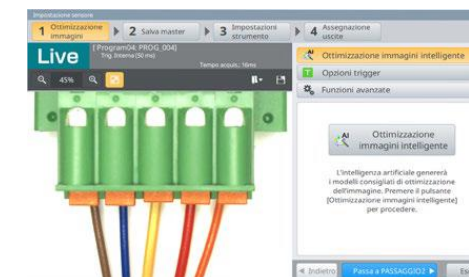 Impostazione sensore
1 Ottimizzazione immagini
2 Salva master
3 Impostazioni strumento
4 Assegnazione uscite
Live
[ Program04: PROG_004]
Trig. Interna (50 ms)
Tempo acquis.: 16ms
45%
AI Ottimizzazione immagini intelligente
T Opzioni trigger
Funzioni avanzate
AI Ottimizzazione
immagini intelligente
L'intelligenza artificiale genererà
i modelli consigliati di ottimizzazione
dell'immagine. Premere il pulsante
[Ottimizzazione immagini intelligente]
per procedere.
Indietro
Passa a PASSAGGIO2